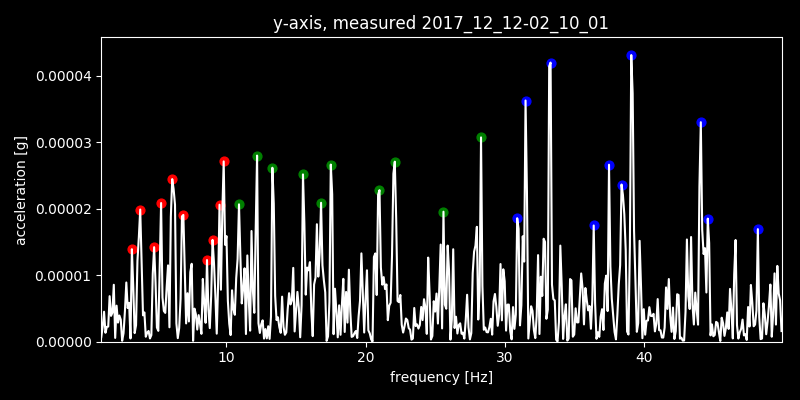 y-axis, measured 2017_12_12-02_10_01
0.00004
0.00003
0.00002
0.00001
0.00000
acceleration [g]
10 20 30 40
frequency [Hz]